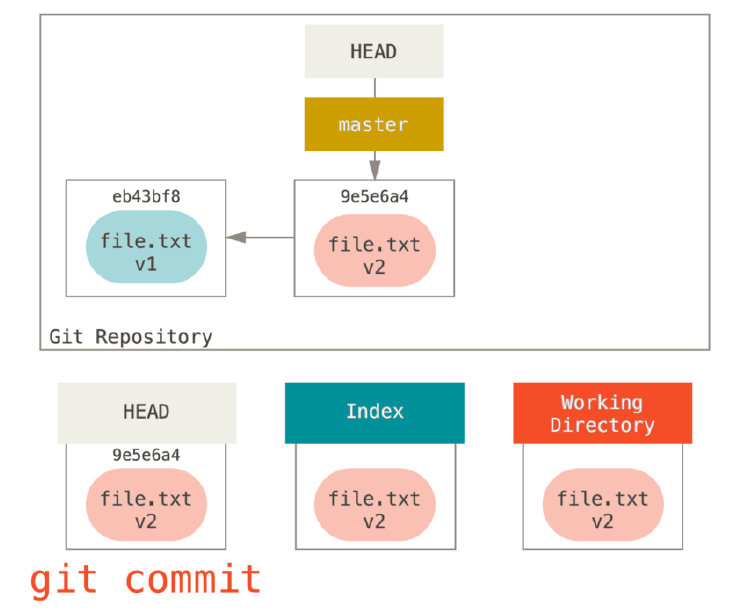 HEAD
master
eb43bf8
file.txt
v1
9e5e6a4
file.txt
v2
Git Repository
HEAD
9e5e6a4
file.txt
v2
Index
file.txt
v2
Working
Directory
file.txt
v2
git commit